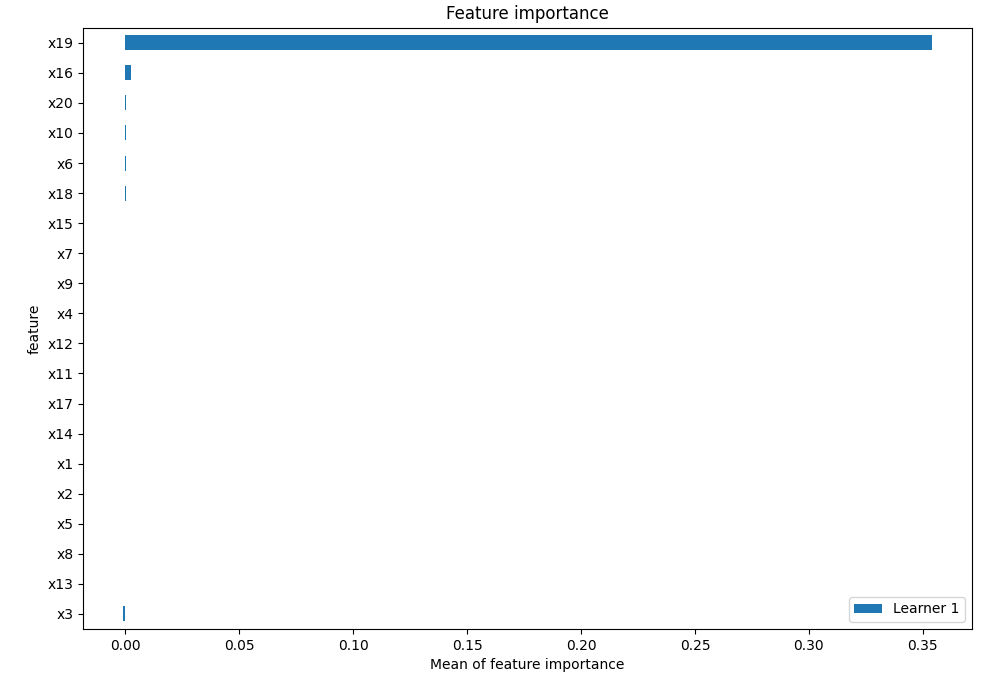 Feature importance
x19
x16
x20
x10
x6
x18
x15
x7
x9
x4
x12
x11
x17
x14
x1
x2
x5
x8
x13
x3
feature
Learner 1
0.00 0.05 0.10 0.15 0.20 0.25 0.30 0.35
Mean of feature importance